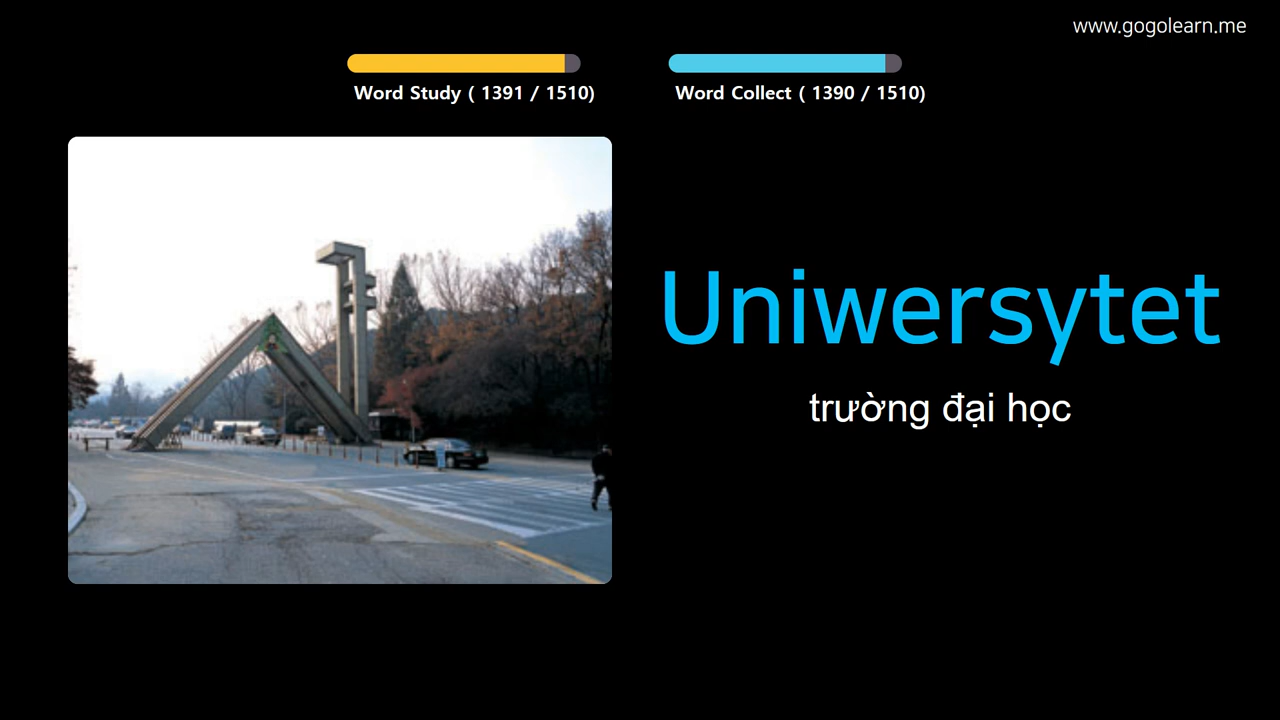 www.gogolearn.me
Word Study ( 1391 / 1510)
Word Collect ( 1390 / 1510)
Uniwersytet
trường đại học